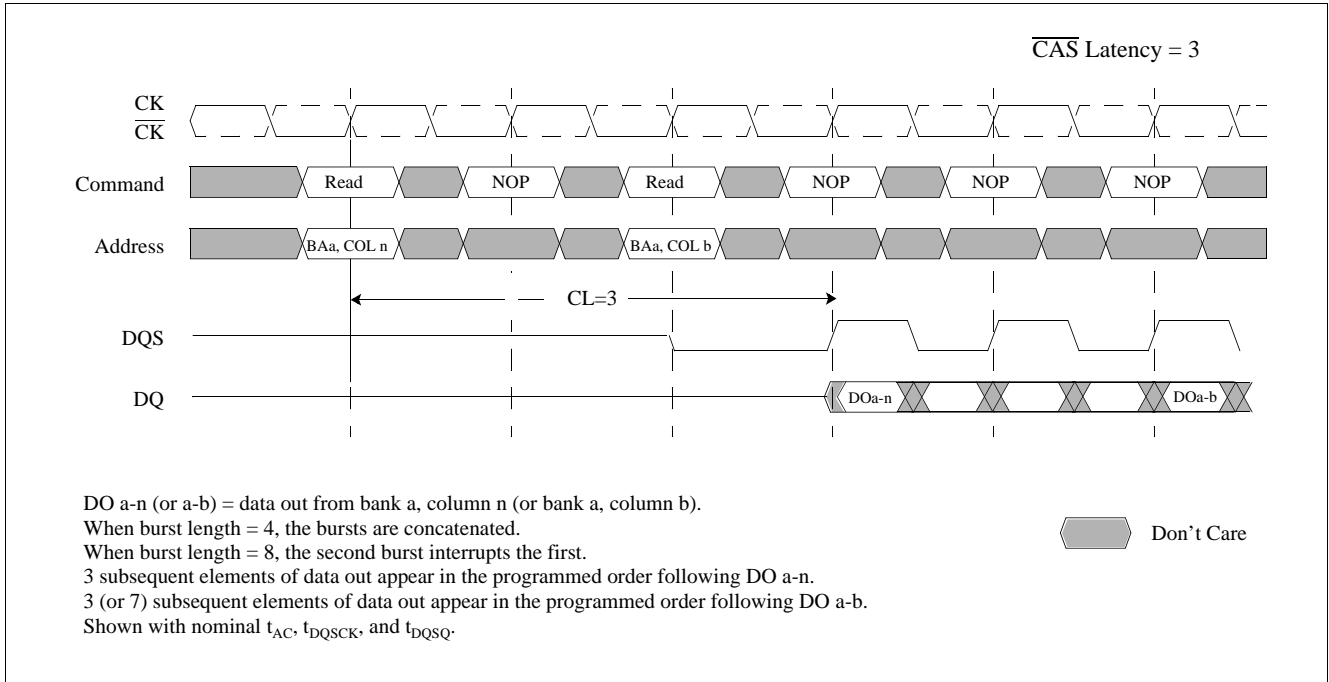 CAS Latency = 3
CK
CK
Command Read NOP Read NOP NOP NOP
Address BAa, COL n BAa, COL b
CL=3
DQS
DQ DOa-n DOa-b
DO a-n (or a-b) = data out from bank a, column n (or bank a, column b).
When burst length = 4, the bursts are concatenated.
When burst length = 8, the second burst interrupts the first.
3 subsequent elements of data out appear in the programmed order following DO a-n.
3 (or 7) subsequent elements of data out appear in the programmed order following DO a-b.
Shown with nominal tAC, tDQSCK, and tDQSQ.
Don't Care